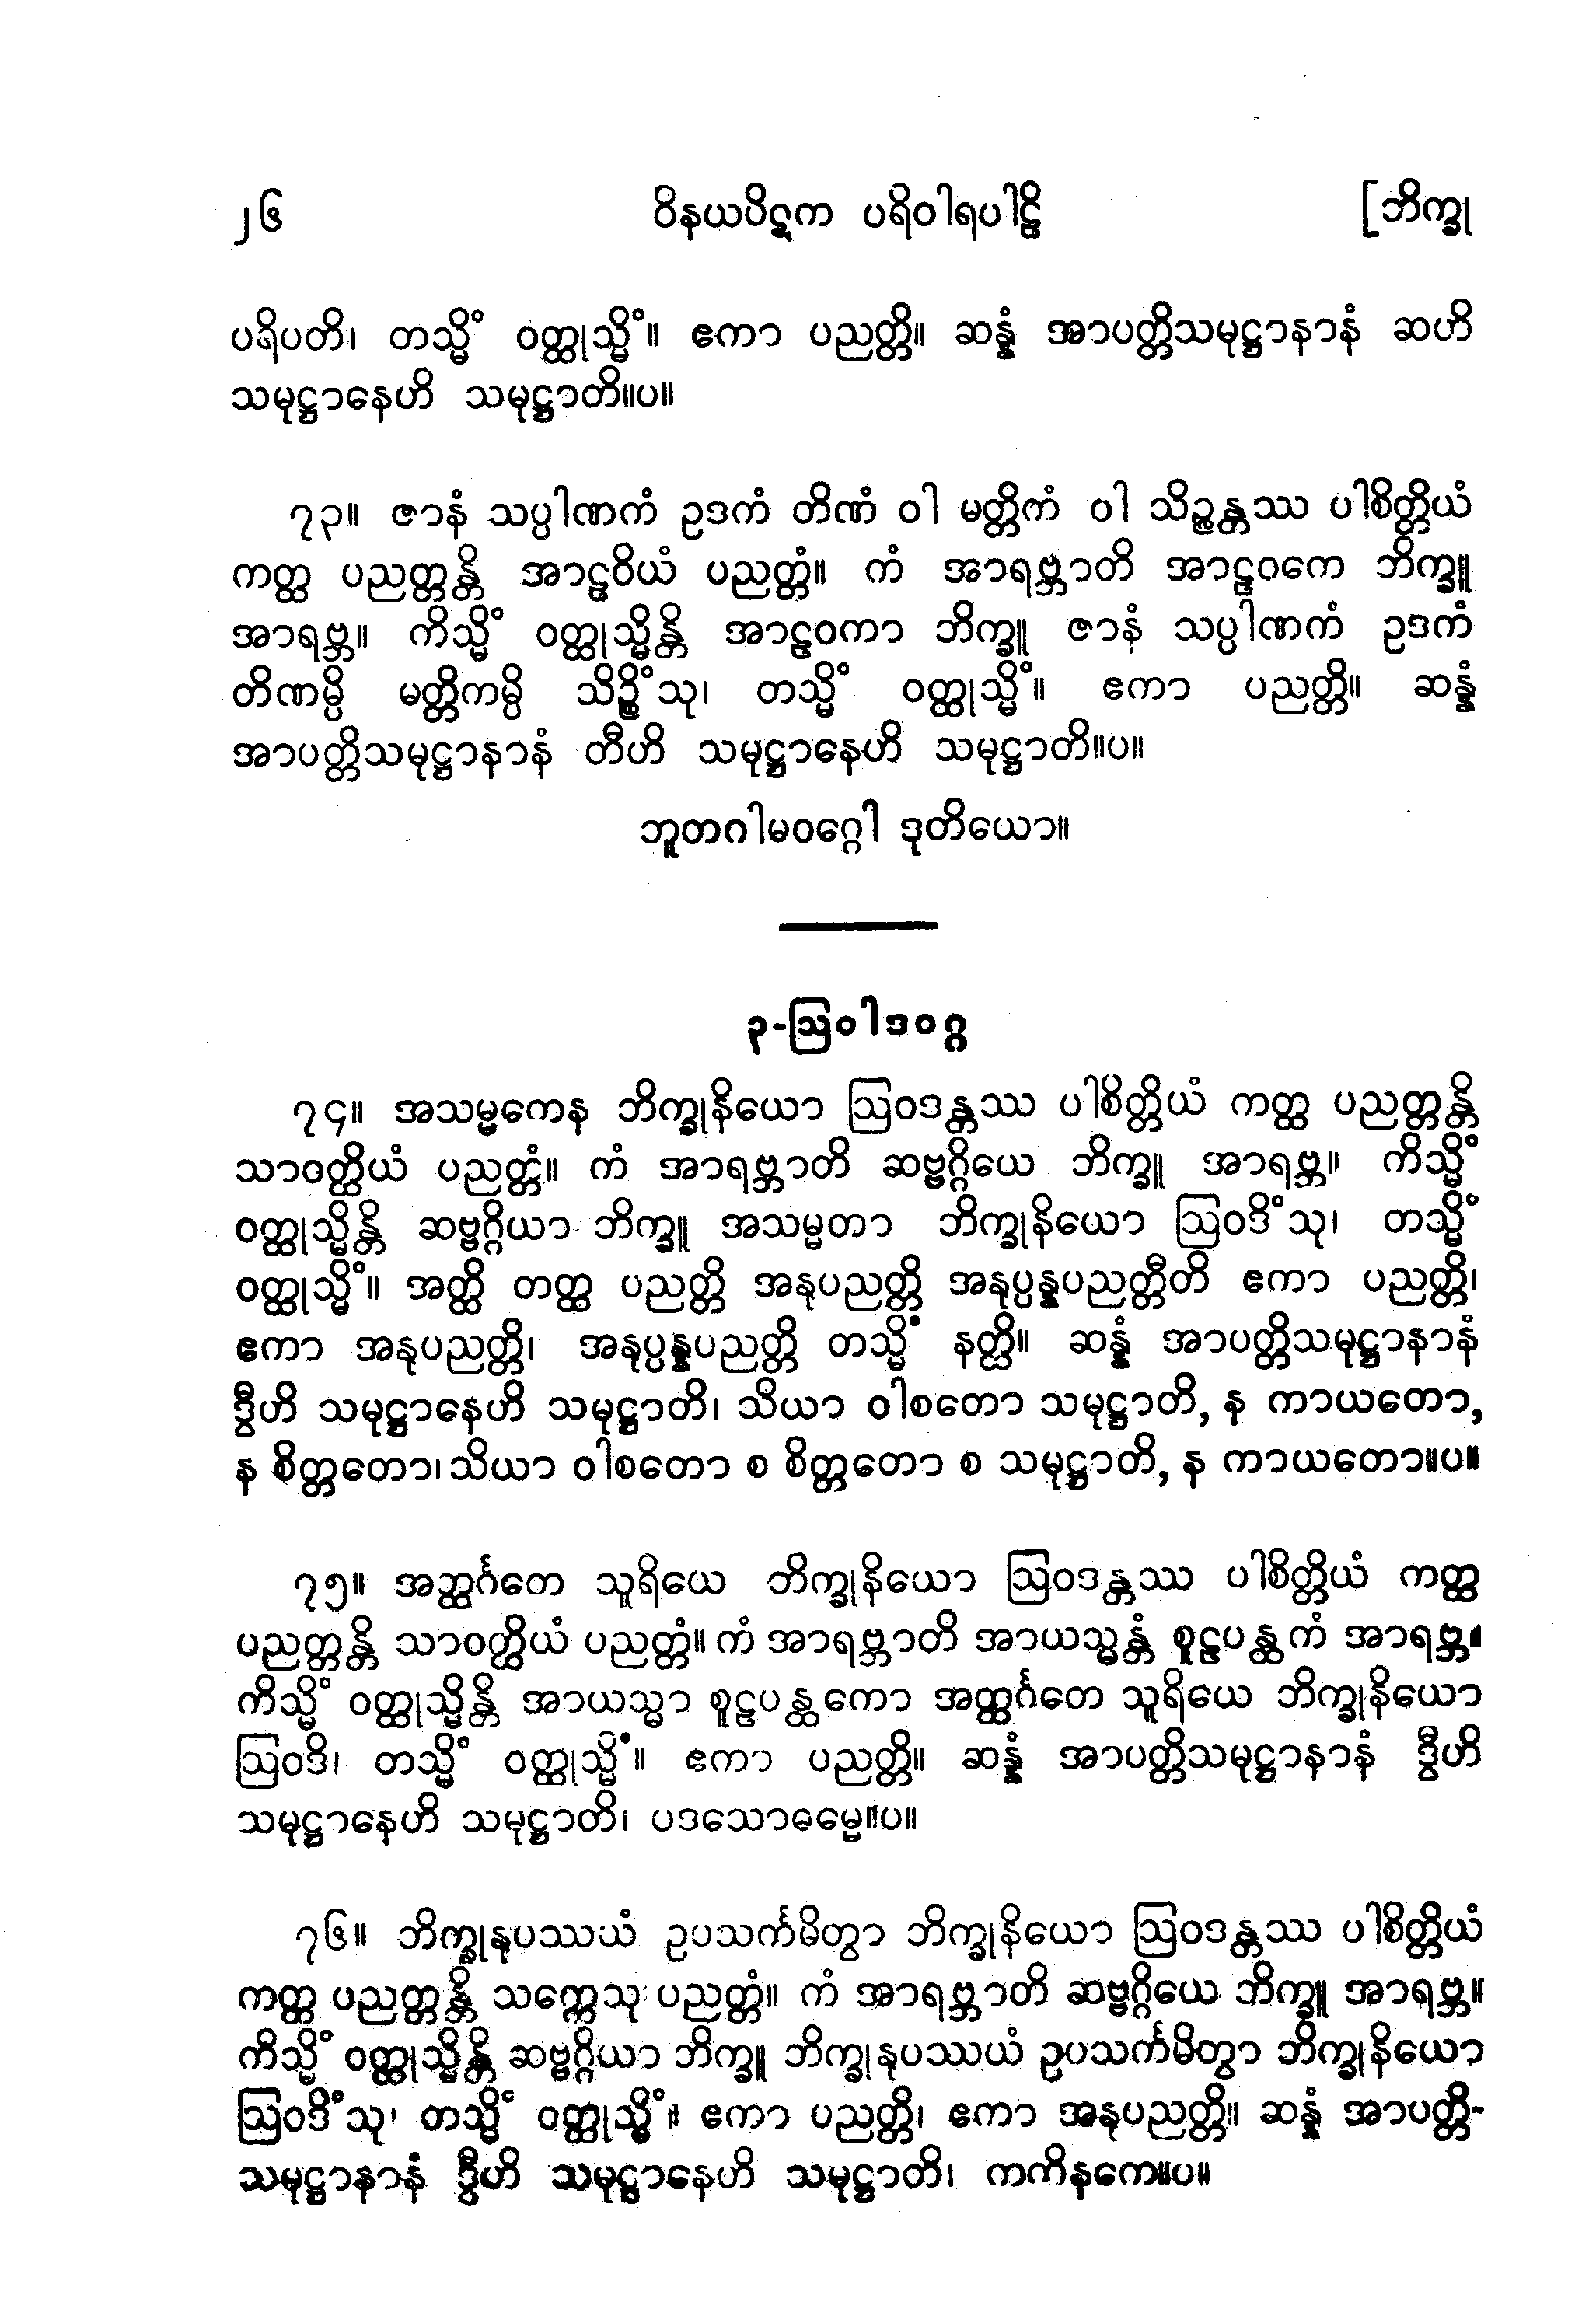 ၂၆ ဝိနယပိဋက ပရိဝါရပါဠိ [ဘိက္ခု
ပရိပတိ၊ တသ္မိံ ဝတ္ထုသ္မိံ။ ဧကာ ပညတ္တိ။ ဆန္နံ အာပတ္တိသမုဋ္ဌာနာနံ ဆဟိ
သမုဋ္ဌာနေဟိ သမုဋ္ဌာတိ။ပ။
၇၃။ ဇာနံ သပ္ပါဏကံ ဥဒကံ တိဏံ ဝါ မတ္တိကံ ဝါ သိဉ္စန္တဿ ပါစိတ္တိယံ
ကတ္ထ ပညတ္တန္တိ အာဠဝိယံ ပညတ္တံ။ ကံ အာရဗ္ဘာတိ အာဠဝကေ ဘိက္ခူ
အာရဗ္ဘ။ ကိသ္မိံ ဝတ္ထုသ္မိန္တိ အာဠဝကာ ဘိက္ခူ ဇာနံ သပ္ပါဏကံ ဥဒကံ
တိဏမ္ပိ မတ္တိကမ္ပိ သိဉ္စိံသု၊ တသ္မိံ ဝတ္ထုသ္မိံ။ ဧကာ ပညတ္တိ။ ဆန္နံ
အာပတ္တိသမုဋ္ဌာနာနံ တီဟိ သမုဋ္ဌာနေဟိ သမုဋ္ဌာတိ။ပ။
ဘူတဂါမဝဂ္ဂေါ ဒုတိယော။
၃-ဩဝါဒဝဂ္ဂ
၇၄။ အသမ္မကေန ဘိက္ခုနိယော ဩဝဒန္တဿ ပါစိတ္တိယံ ကတ္ထ ပညတ္တန္တိ
သာဝတ္ထိယံ ပညတ္တံ။ ကံ အာရဗ္ဘာတိ ဆဗ္ဗဂ္ဂိယေ ဘိက္ခူ အာရဗ္ဘ။ ကိသ္မိံ
ဝတ္ထုသ္မိန္တိ ဆဗ္ဗဂ္ဂိယာ ဘိက္ခူ အသမ္မတာ ဘိက္ခုနိယော ဩဝဒိံသု၊ တသ္မိံ
ဝတ္ထုသ္မိံ။ အတ္ထိ တတ္ထ ပညတ္တိ အနုပညတ္တိ အနုပ္ပန္နပညတ္တီတိ ဧကာ ပညတ္တိ၊
ဧကာ အနုပညတ္တိ၊ အနုပ္ပန္နပညတ္တိ တသ္မိံ နတ္ထိ။ ဆန္နံ အာပတ္တိသမုဋ္ဌာနာနံ
ဒွီဟိ သမုဋ္ဌာနေဟိ သမုဋ္ဌာတိ၊ သိယာ ဝါစတော သမုဋ္ဌာတိ, န ကာယတော,
န စိတ္တတော၊ သိယာ ဝါစတော စ စိတ္တတော စ သမုဋ္ဌာတိ, န ကာယတော။ပ။
၇၅။ အတ္ထင်္ဂတေ သူရိယေ ဘိက္ခုနိယော ဩဝဒန္တဿ ပါစိတ္တိယံ ကတ္ထ
ပညတ္တန္တိ သာဝတ္ထိယံ ပညတ္တံ။ ကံ အာရဗ္ဘာတိ အာယသ္မန္တံ စူဠပန္ထကံ အာရဗ္ဘ။
ကိသ္မိံ ဝတ္ထုသ္မိန္တိ အာယသ္မာ စူဠပန္ထကော အတ္ထင်္ဂတေ သူရိယေ ဘိက္ခုနိယော
ဩဝဒိ၊ တသ္မိံ ဝတ္ထုသ္မိံ။ ဧကာ ပညတ္တိ။ ဆန္နံ အာပတ္တိသမုဋ္ဌာနာနံ ဒွီဟိ
သမုဋ္ဌာနေဟိ သမုဋ္ဌာတိ၊ ပဒသောဓမ္မေ။ပ။
၇၆။ ဘိက္ခုနုပဿယံ ဥပသင်္ကမိတွာ ဘိက္ခုနိယော ဩဝဒန္တဿ ပါစိတ္တိယံ
ကတ္ထ ပညတ္တန္တိ သက္ကေသု ပညတ္တံ။ ကံ အာရဗ္ဘာတိ ဆဗ္ဗဂ္ဂိယေ ဘိက္ခူ အာရဗ္ဘ။
ကိသ္မိံ ဝတ္ထုသ္မိန္တိ ဆဗ္ဗဂ္ဂိယာ ဘိက္ခူ ဘိက္ခုနုပဿယံ ဥပသင်္ကမိတွာ ဘိက္ခုနိယော
ဩဝဒိံသု၊ တသ္မိံ ဝတ္ထုသ္မိံ။ ဧကာ ပညတ္တိ၊ ဧကာ အနုပညတ္တိ။ ဆန္နံ အာပတ္တိ-
သမုဋ္ဌာနာနံ ဒွီဟိ သမုဋ္ဌာနေဟိ သမုဋ္ဌာတိ၊ ကကိနကေ။ပ။